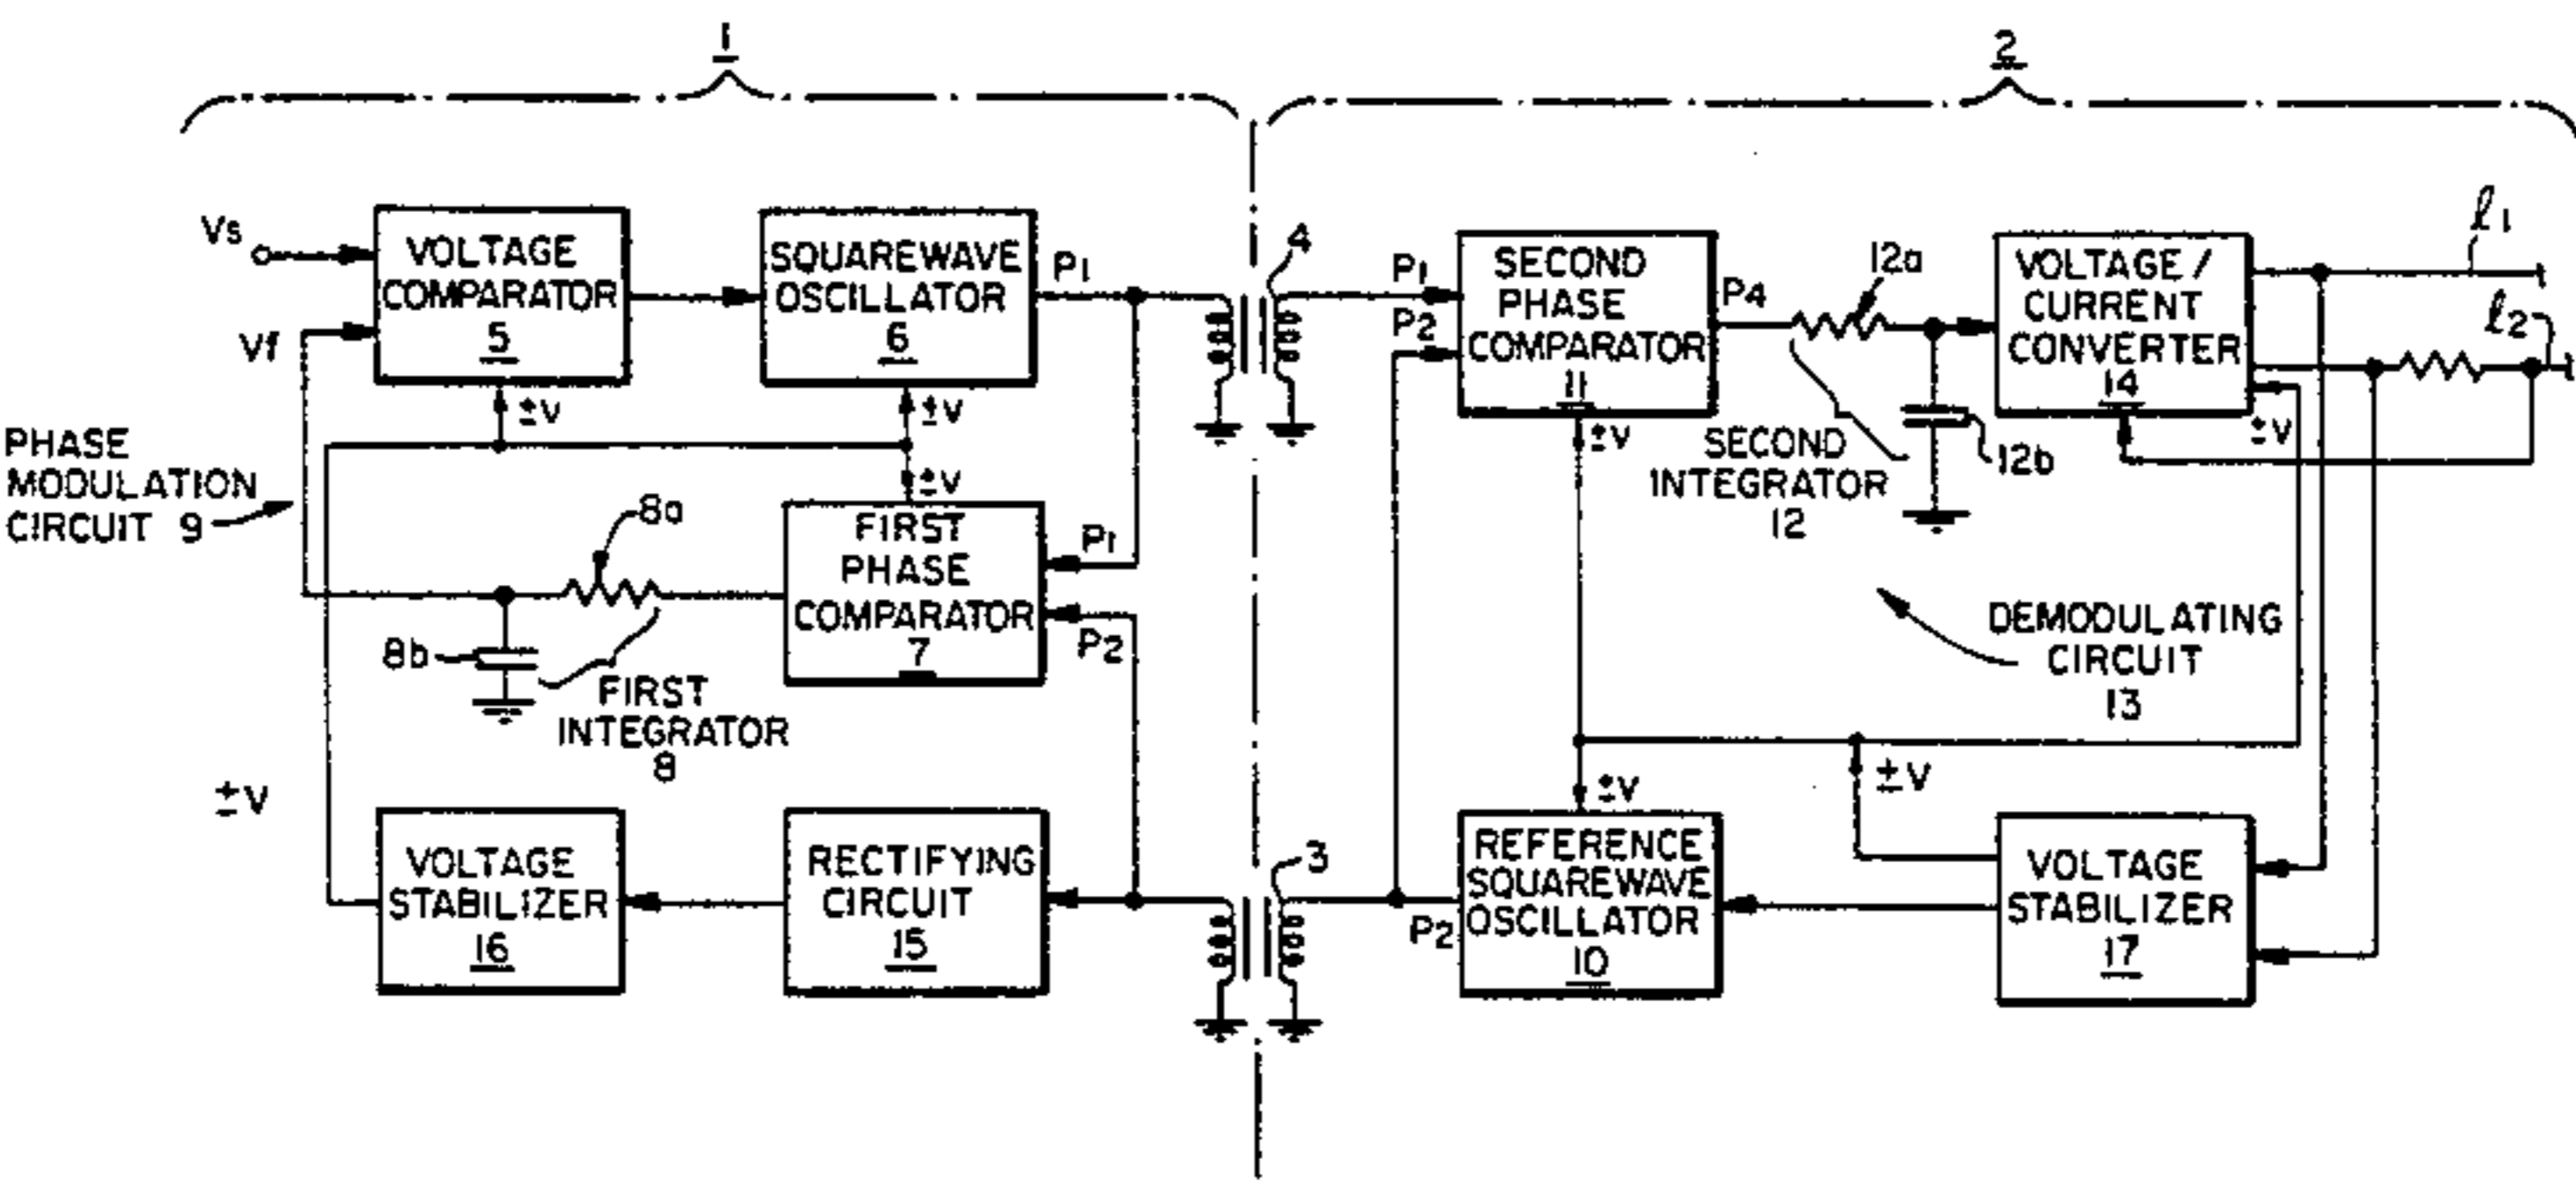 1
2
Vs
Vf
VOLTAGE
COMPARATOR
5
±V
SQUAREWAVE
OSCILLATOR
6
±V
P1
4
P1
P2
SECOND
PHASE
COMPARATOR
11
±V
P4
12a
SECOND
INTEGRATOR
12
12b
VOLTAGE/
CURRENT
CONVERTER
14
±V
ℓ1
ℓ2
PHASE
MODULATION
CIRCUIT 9
8a
8b
FIRST
INTEGRATOR
8
±V
FIRST
PHASE
COMPARATOR
7
P1
P2
DEMODULATING
CIRCUIT
13
±V
VOLTAGE
STABILIZER
16
RECTIFYING
CIRCUIT
15
3
P2
±V
REFERENCE
SQUAREWAVE
OSCILLATOR
10
±V
VOLTAGE
STABILIZER
17